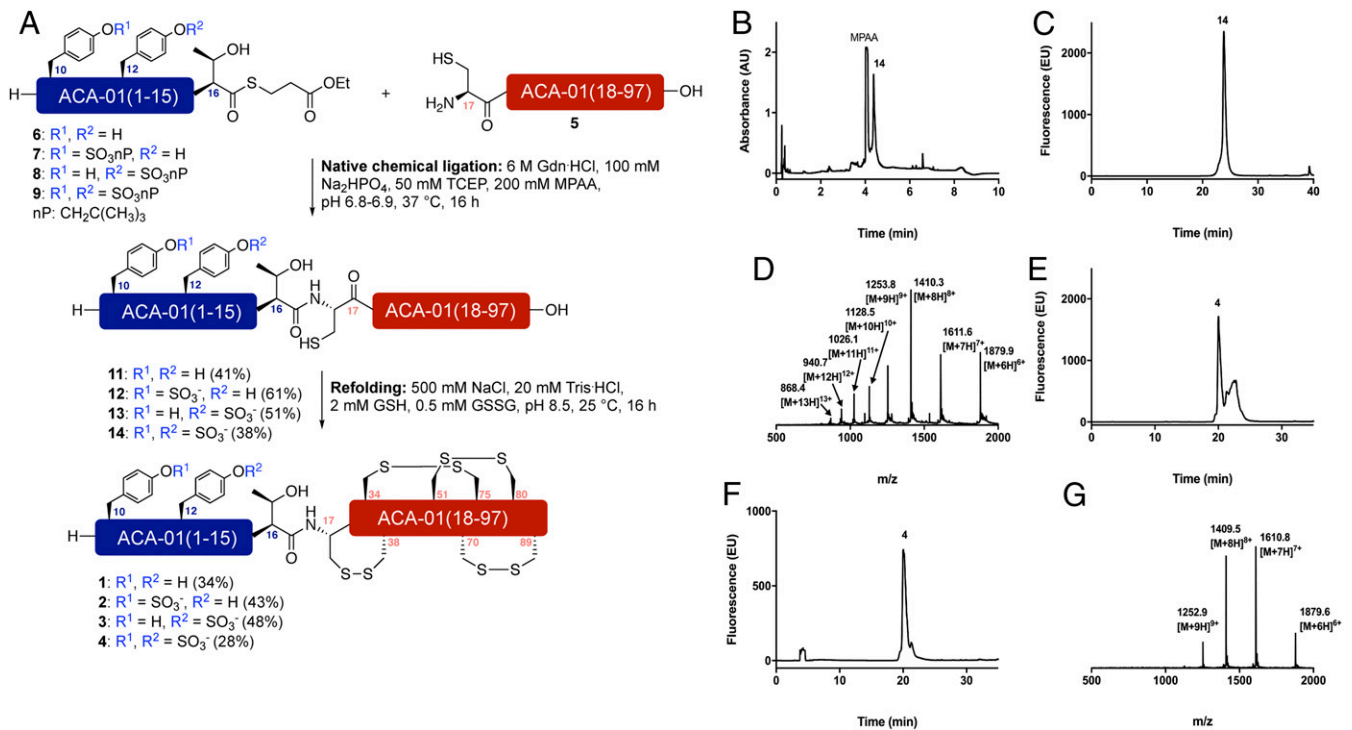 A
OR¹ OR²
OH
10 12
H ACA-01(1-15) 16 S OEt
O O
+
HS
H₂N 17 ACA-01(18-97) OH
O 5
6: R¹, R² = H
7: R¹ = SO₃nP, R² = H
8: R¹ = H, R² = SO₃nP
9: R¹, R² = SO₃nP
nP: CH₂C(CH₃)₃
Native chemical ligation: 6 M Gdn·HCl, 100 mM
Na₂HPO₄, 50 mM TCEP, 200 mM MPAA,
pH 6.8-6.9, 37 °C, 16 h
OR¹ OR²
OH O
10 12 H
H ACA-01(1-15) 16 N 17 ACA-01(18-97) OH
O HS
11: R¹, R² = H (41%)
12: R¹ = SO₃⁻, R² = H (61%)
13: R¹ = H, R² = SO₃⁻ (51%)
14: R¹, R² = SO₃⁻ (38%)
Refolding: 500 mM NaCl, 20 mM Tris·HCl,
2 mM GSH, 0.5 mM GSSG, pH 8.5, 25 °C, 16 h
OR¹ OR² S S
OH S S
10 12 H 17 34 51 75 80
H ACA-01(1-15) 16 N ACA-01(18-97) OH
O 38 70 89
S-S S-S
1: R¹, R² = H (34%)
2: R¹ = SO₃⁻, R² = H (43%)
3: R¹ = H, R² = SO₃⁻ (48%)
4: R¹, R² = SO₃⁻ (28%)
B
Absorbance (AU)
MPAA
14
2
1
0
0 2 4 6 8 10
Time (min)
C
Fluorescence (EU)
14
2000
1000
0
0 10 20 30 40
Time (min)
D
1253.8
[M+9H]⁹⁺
1410.3
[M+8H]⁸⁺
1128.5
[M+10H]¹⁰⁺
1026.1
[M+11H]¹¹⁺
940.7
[M+12H]¹²⁺
868.4
[M+13H]¹³⁺
1611.6
[M+7H]⁷⁺
1879.9
[M+6H]⁶⁺
500 1000 1500 2000
m/z
E
Fluorescence (EU)
4
2000
1000
0
0 10 20 30
Time (min)
F
Fluorescence (EU)
4
1000
500
0
0 10 20 30
Time (min)
G
1409.5
[M+8H]⁸⁺
1610.8
[M+7H]⁷⁺
1252.9
[M+9H]⁹⁺
1879.6
[M+6H]⁶⁺
500 1000 1500 2000
m/z